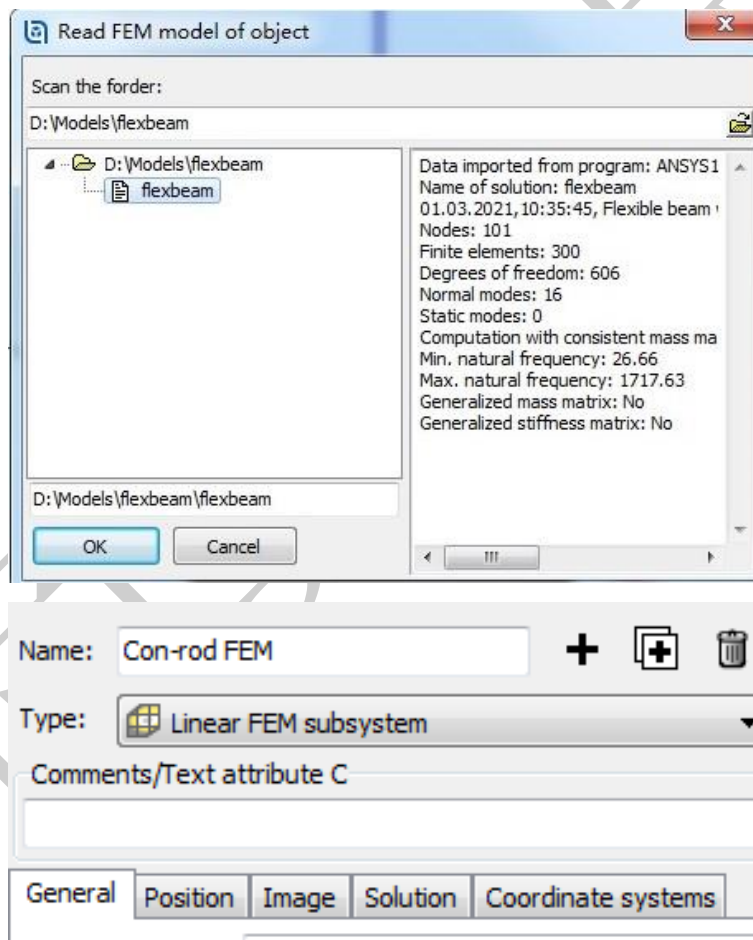 Read FEM model of object
Scan the forder:
D:\Models\flexbeam
D:\Models\flexbeam
flexbeam
Data imported from program: ANSYS1
Name of solution: flexbeam
01.03.2021,10:35:45, Flexible beam
Nodes: 101
Finite elements: 300
Degrees of freedom: 606
Normal modes: 16
Static modes: 0
Computation with consistent mass ma
Min. natural frequency: 26.66
Max. natural frequency: 1717.63
Generalized mass matrix: No
Generalized stiffness matrix: No
D:\Models\flexbeam\flexbeam
OK Cancel
Name: Con-rod FEM
Type: Linear FEM subsystem
Comments/Text attribute C
General Position Image Solution Coordinate systems